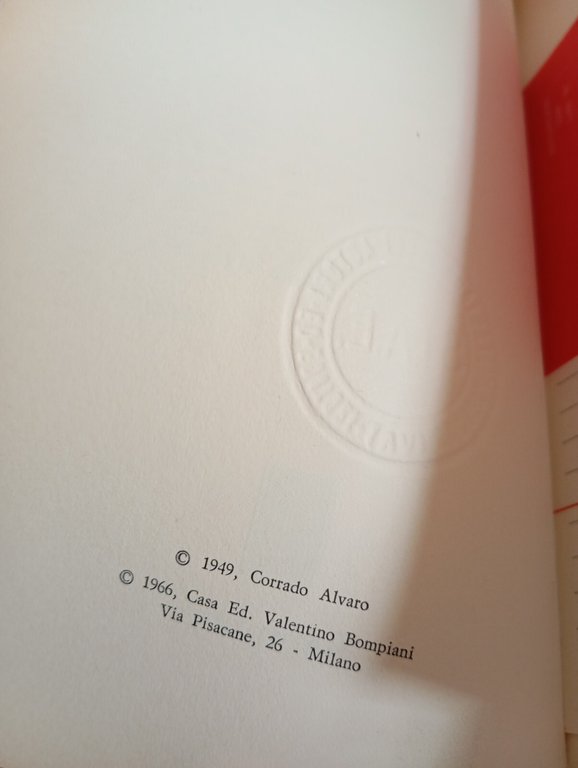 © 1949, Corrado Alvaro
© 1966, Casa Ed. Valentino Bompiani
Via Pisacane, 26 - Milano